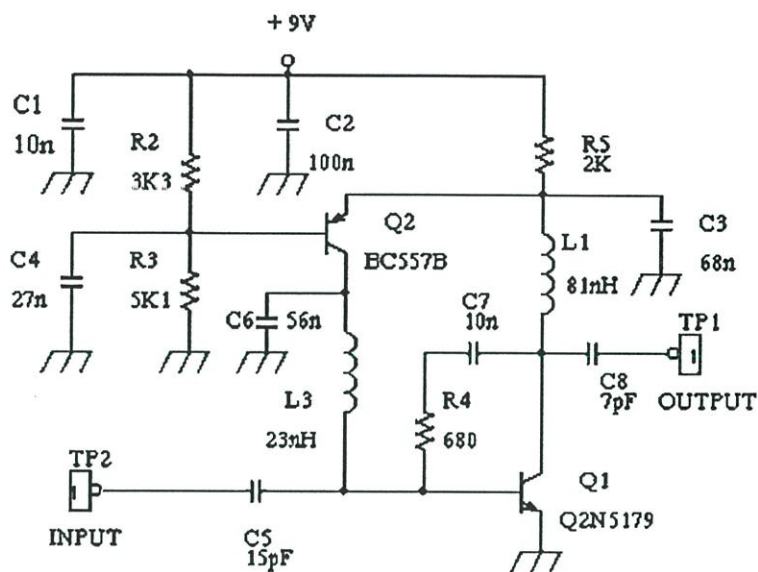 + 9V
C1
10n
R2
3K3
C2
100n
R5
2K
Q2
BC557B
C3
68n
L1
81nH
C4
27n
R3
5K1
C6
56n
C7
10n
TP1
1
C8
7pF
OUTPUT
L3
23nH
R4
680
TP2
1
INPUT
C5
15pF
Q1
Q2N5179